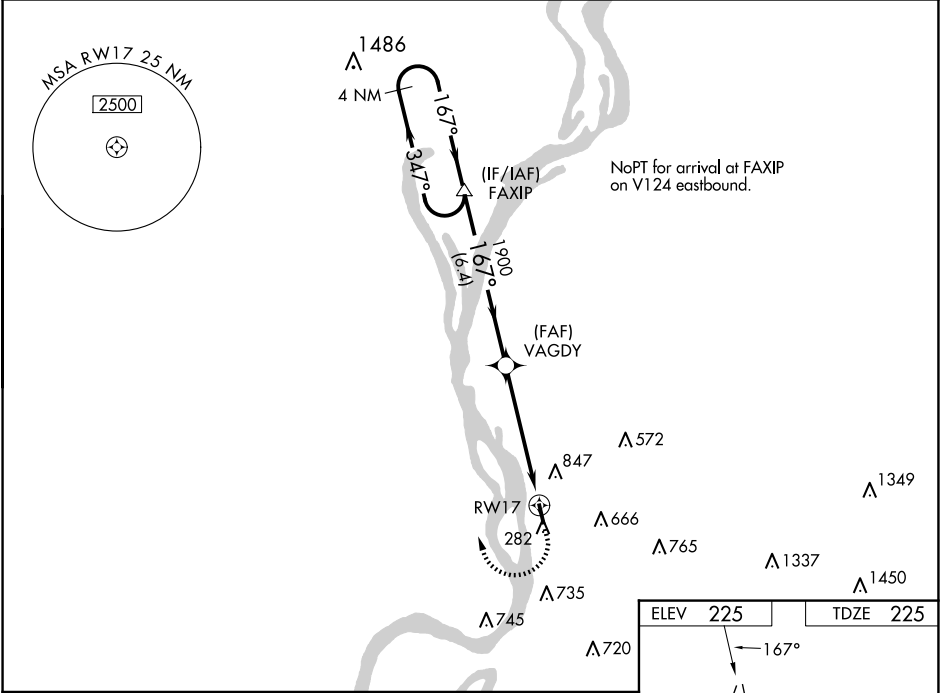 MSA RW17 25 NM
2500
1486
4 NM
167°
347°
(IF/IAF)
FAXIP
NoPT for arrival at FAXIP
on V124 eastbound.
1900
167°
(6.4)
(FAF)
VAGDY
572
847
1349
RW17
666
282
765
1337
1450
735
745
720
ELEV 225
TDZE 225
167°